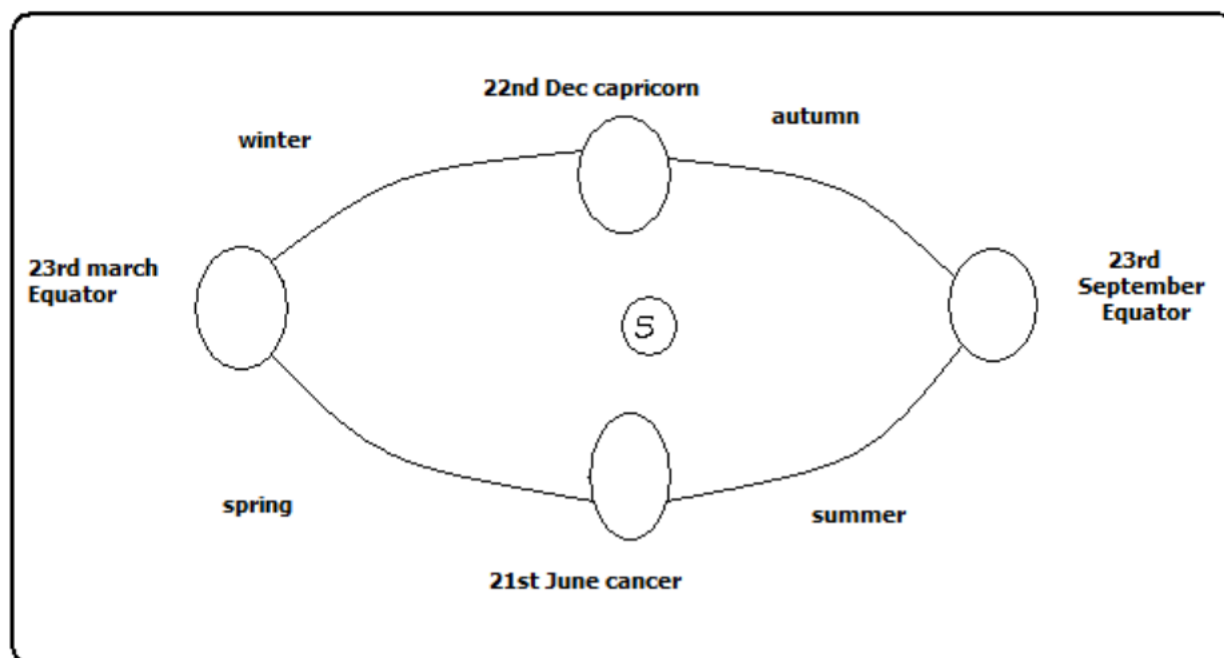 22nd Dec capricorn
autumn
winter
23rd march
Equator
23rd
September
Equator
S
spring
summer
21st June cancer